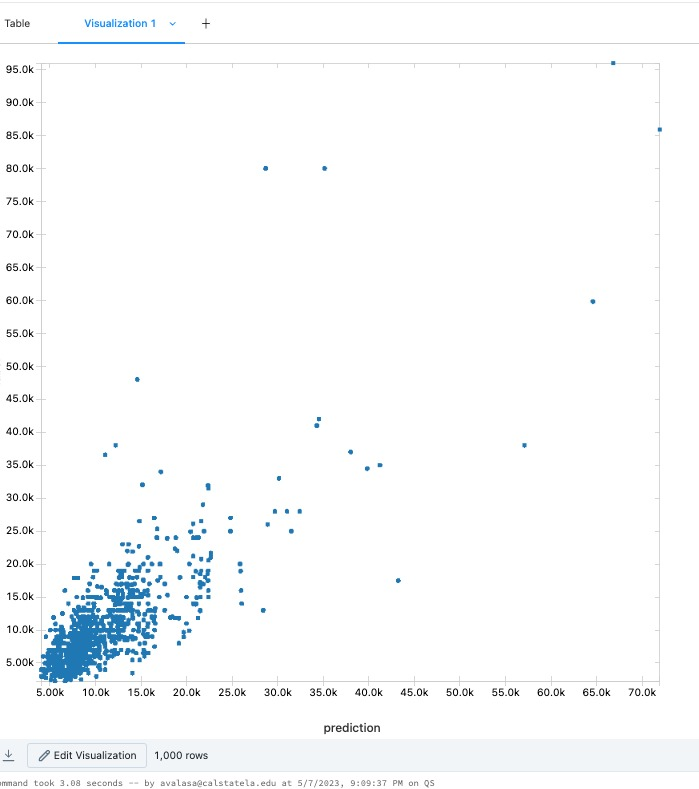 Table Visualization 1 +
95.0k
90.0k
85.0k
80.0k
75.0k
70.0k
65.0k
60.0k
55.0k
50.0k
45.0k
40.0k
35.0k
30.0k
25.0k
20.0k
15.0k
10.0k
5.00k
5.00k 10.0k 15.0k 20.0k 25.0k 30.0k 35.0k 40.0k 45.0k 50.0k 55.0k 60.0k 65.0k 70.0k
prediction
Edit Visualization 1,000 rows
ommand took 3.08 seconds -- by avalasa@calstatela.edu at 5/7/2023, 9:09:37 PM on QS